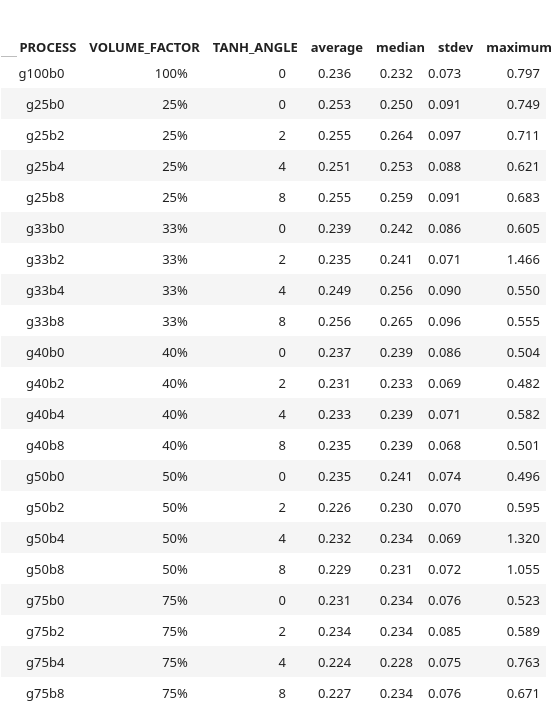 PROCESS VOLUME_FACTOR TANH_ANGLE average median stdev maximum
g100b0 100% 0 0.236 0.232 0.073 0.797
g25b0 25% 0 0.253 0.250 0.091 0.749
g25b2 25% 2 0.255 0.264 0.097 0.711
g25b4 25% 4 0.251 0.253 0.088 0.621
g25b8 25% 8 0.255 0.259 0.091 0.683
g33b0 33% 0 0.239 0.242 0.086 0.605
g33b2 33% 2 0.235 0.241 0.071 1.466
g33b4 33% 4 0.249 0.256 0.090 0.550
g33b8 33% 8 0.256 0.265 0.096 0.555
g40b0 40% 0 0.237 0.239 0.086 0.504
g40b2 40% 2 0.231 0.233 0.069 0.482
g40b4 40% 4 0.233 0.239 0.071 0.582
g40b8 40% 8 0.235 0.239 0.068 0.501
g50b0 50% 0 0.235 0.241 0.074 0.496
g50b2 50% 2 0.226 0.230 0.070 0.595
g50b4 50% 4 0.232 0.234 0.069 1.320
g50b8 50% 8 0.229 0.231 0.072 1.055
g75b0 75% 0 0.231 0.234 0.076 0.523
g75b2 75% 2 0.234 0.234 0.085 0.589
g75b4 75% 4 0.224 0.228 0.075 0.763
g75b8 75% 8 0.227 0.234 0.076 0.671